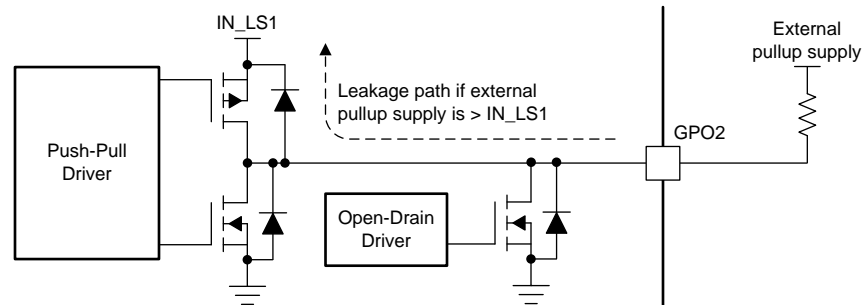 IN_LS1
External
pullup supply
Leakage path if external
pullup supply is > IN_LS1
GPO2
Push-Pull
Driver
Open-Drain
Driver